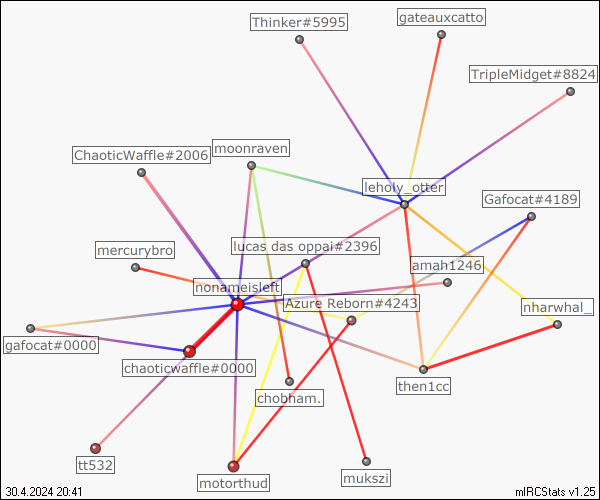 Thinker#5995
gateauxcatto
TripleMidget#8824
moonraven
ChaoticWaffle#2006
leholy_otter
Gafocat#4189
lucas das oppai#2396
mercurybro
amah1246
nonameisleft
Azure Reborn#4243
nharwhal_
gafocat#0000
chaoticwaffle#0000
then1cc
chobham.
tt532
motorthud
mukszi
30.4.2024 20:41
mIRCStats v1.25